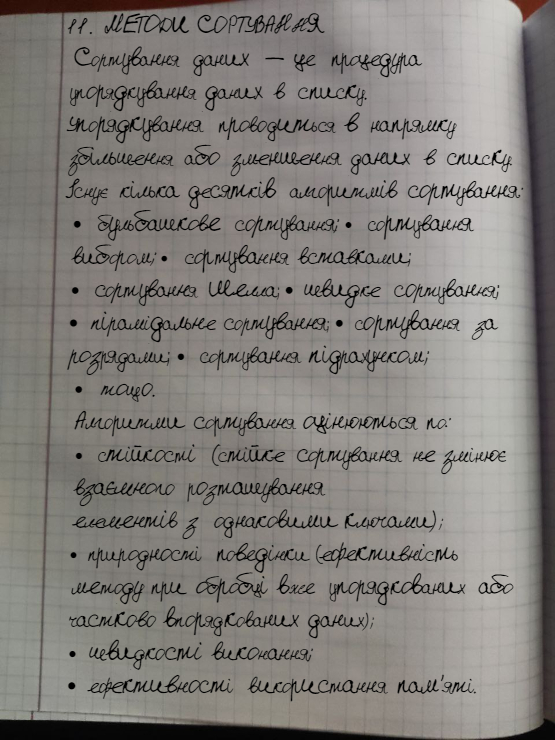 11. МЕТОДИ СОРТУВАННЯ
Сортування даних — це процедура
упорядкування даних в списку.
Упорядкування проводиться в напрямку
збільшення або зменшення даних в списку.
Існує кілька десятків алгоритмів сортування:
• бульбашкове сортування; • сортування
вибором; • сортування вставками;
• сортування Шелла; • швидке сортування;
• пірамідальне сортування; • сортування за
розрядами; • сортування підрахунком;
• тощо.
Алгоритми сортування оцінюються по:
• стійкості (стійке сортування не змінює
взаємного розташування
елементів з однаковими ключами);
• природності поведінки (ефективність
методу при обробці вже упорядкованих або
частково впорядкованих даних);
• швидкості виконання;
• ефективності використання пам'яті.